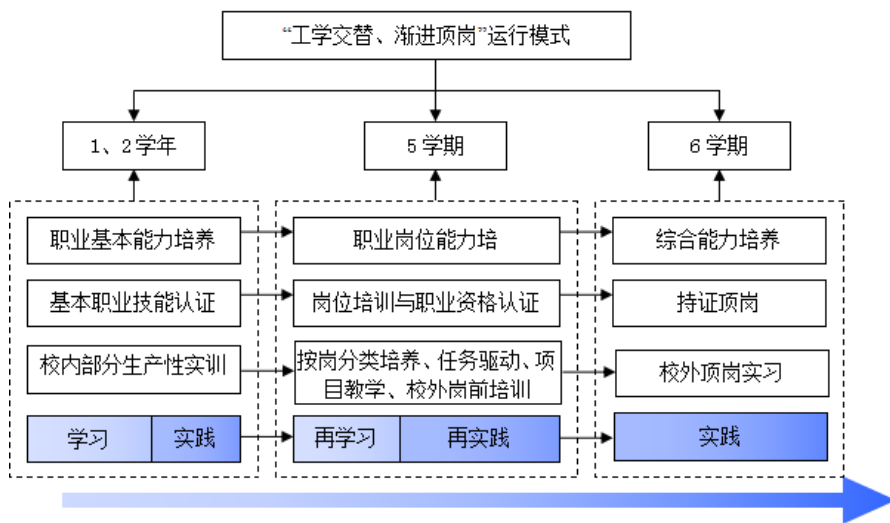 “工学交替、渐进顶岗”运行模式
1、2学年
5学期
6学期
职业基本能力培养
职业岗位能力培
综合能力培养
基本职业技能认证
岗位培训与职业资格认证
持证顶岗
校内部分生产性实训
按岗分类培养、任务驱动、项
目教学、校外岗前培训
校外顶岗实习
学习
实践
再学习
再实践
实践